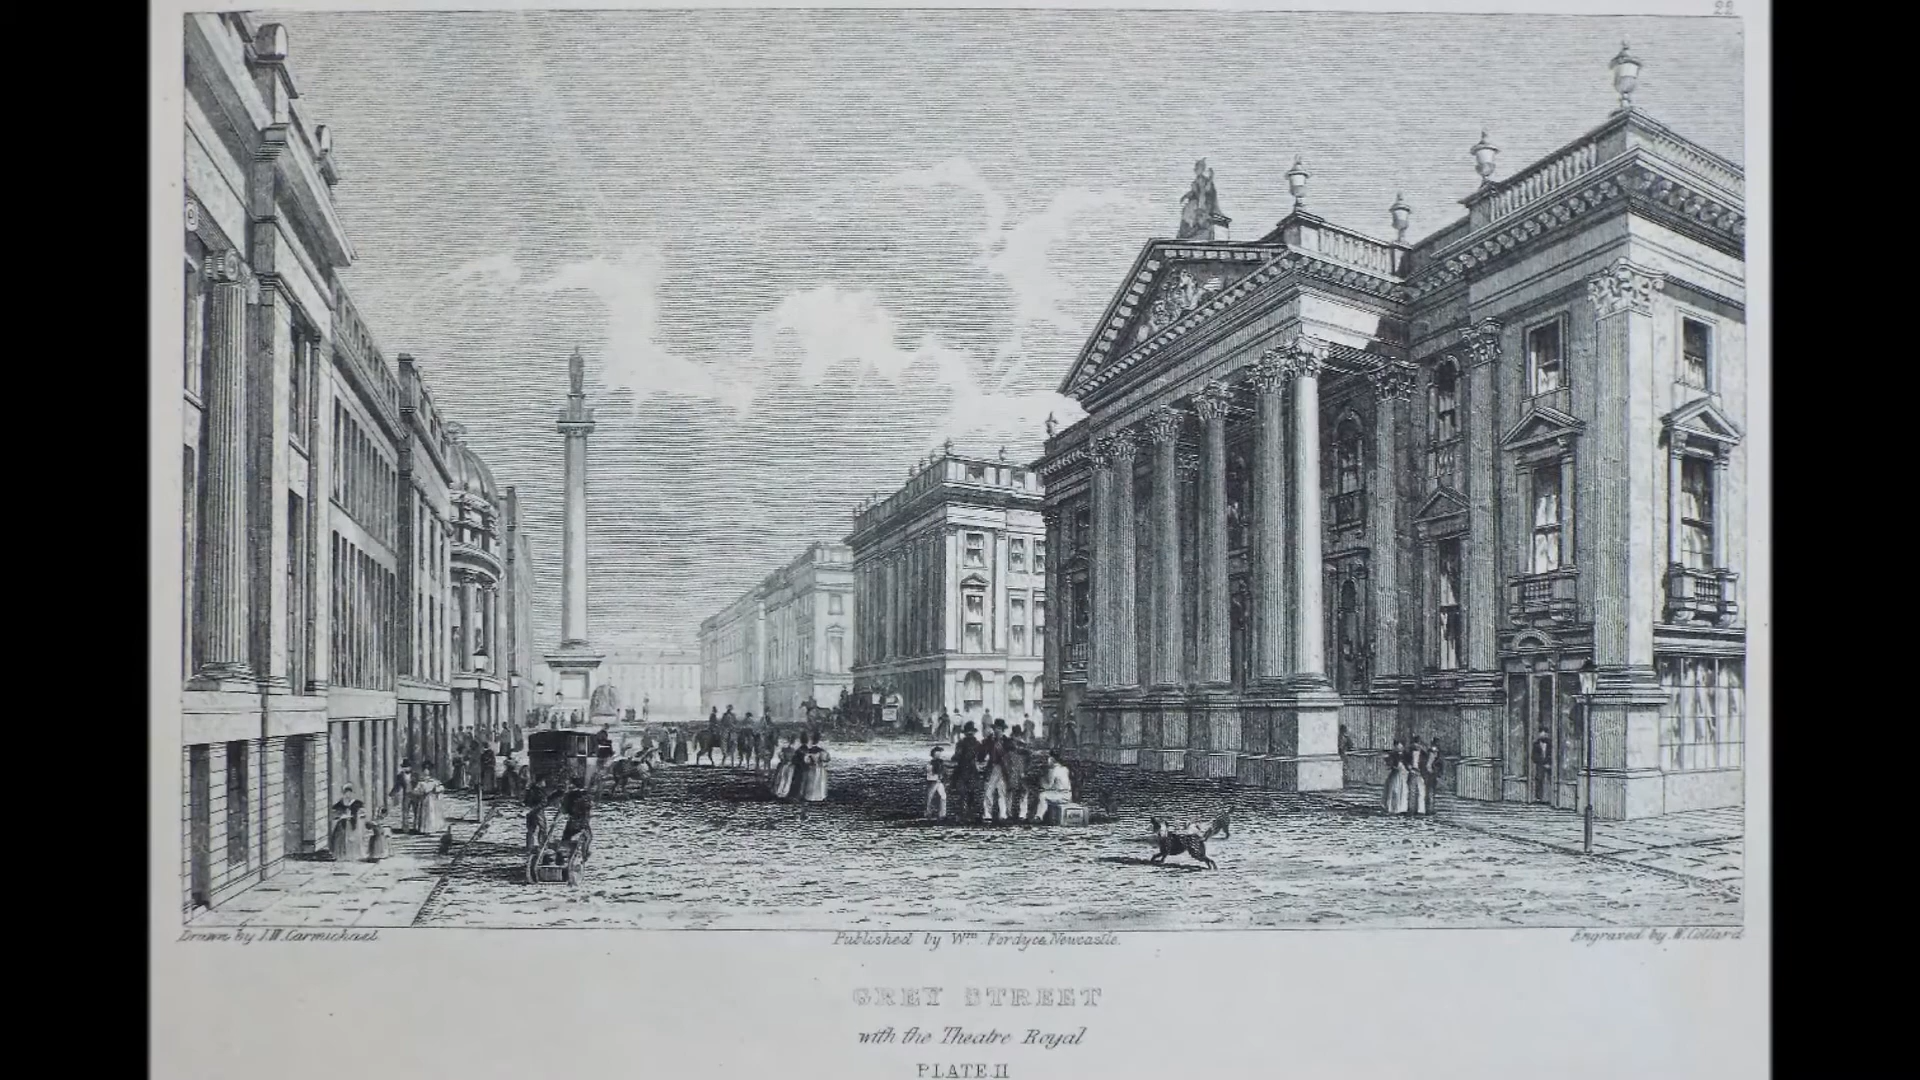 22
Drawn by J.W. Carmichael
Published by Wm. Fordyce, Newcastle.
Engraved by W. Collard
GREY STREET
with the Theatre Royal
PLATE II